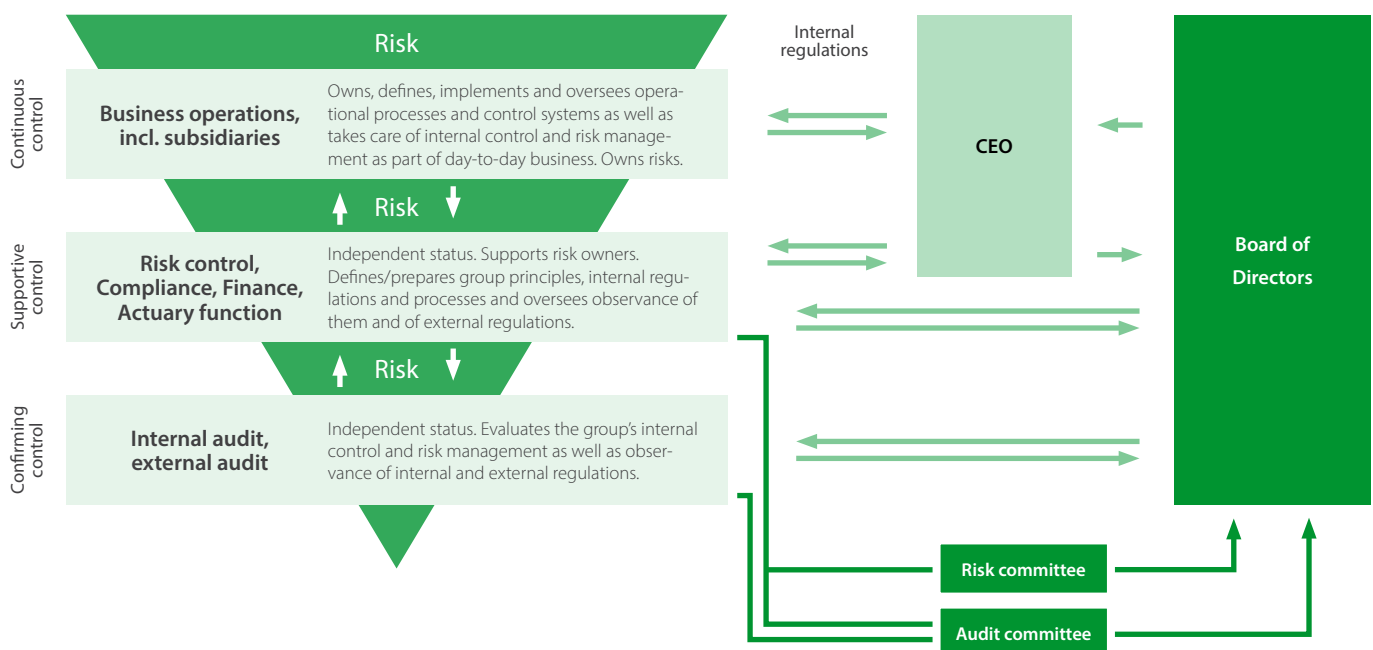 Risk
Internal
regulations
Continuous
control
Business operations,
incl. subsidiaries
Owns, defines, implements and oversees opera-
tional processes and control systems as well as
takes care of internal control and risk manage-
ment as part of day-to-day business. Owns risks.
CEO
Board of
Directors
Risk
Supportive
control
Risk control,
Compliance, Finance,
Actuary function
Independent status. Supports risk owners.
Defines/prepares group principles, internal regu-
lations and processes and oversees observance of
them and of external regulations.
Risk
Confirming
control
Internal audit,
external audit
Independent status. Evaluates the group's internal
control and risk management as well as obser-
vance of internal and external regulations.
Risk committee
Audit committee